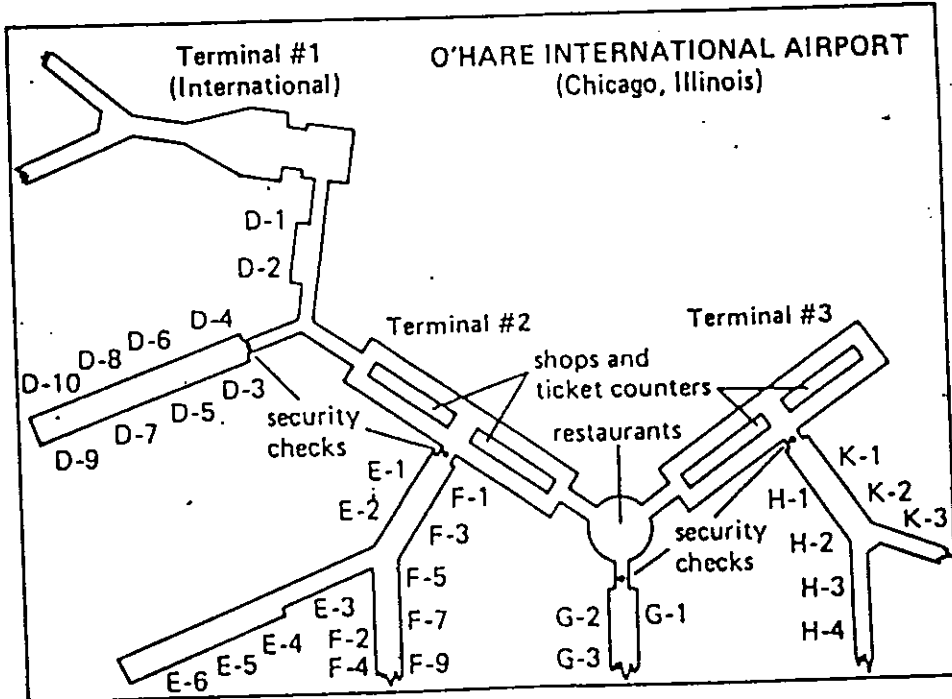 Terminal #1
(International)
O'HARE INTERNATIONAL AIRPORT
(Chicago, Illinois)
D-1
D-2
D-4
D-6
D-8
D-10
D-3
D-5
D-7
D-9
security
checks
Terminal #2
Terminal #3
shops and
ticket counters
restaurants
E-1
E-2
F-1
F-3
F-5
F-7
F-9
E-3
E-4
E-5
E-6
F-2
F-4
security
checks
G-2
G-1
G-3
H-1
H-2
H-3
H-4
K-1
K-2
K-3